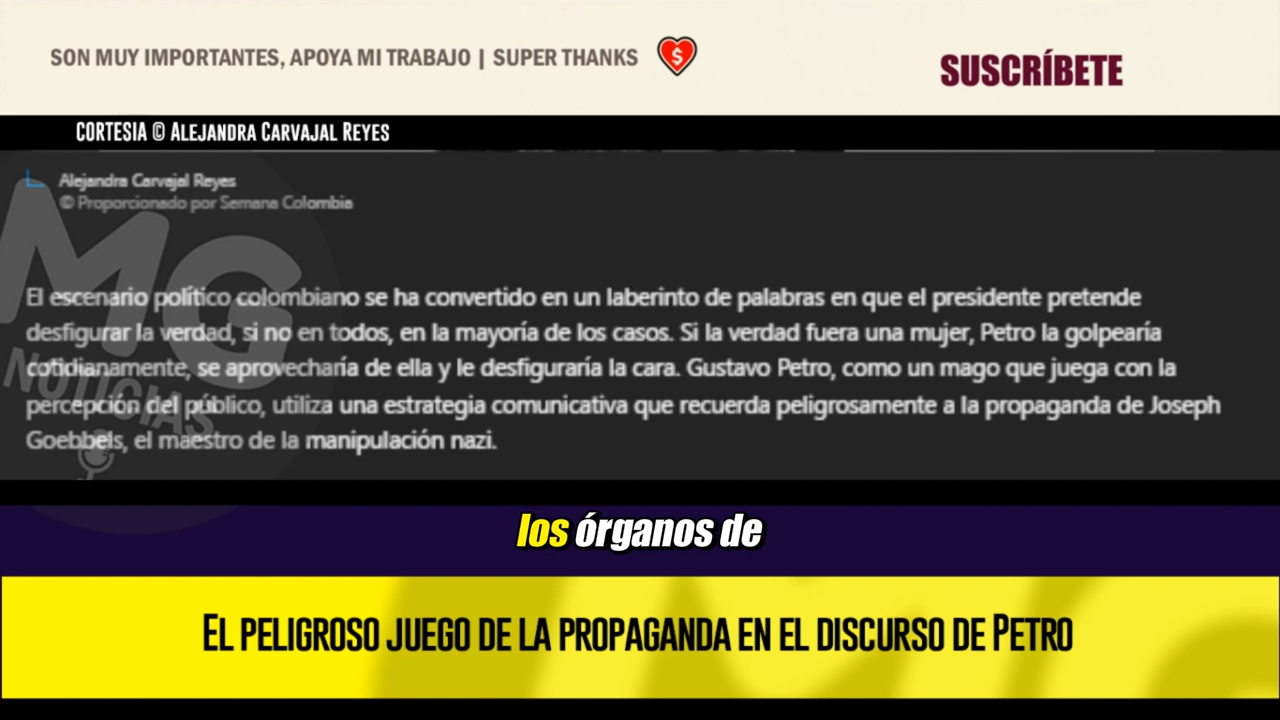 SON MUY IMPORTANTES, APOYA MI TRABAJO | SUPER THANKS
SUSCRÍBETE
CORTESIA © ALEJANDRA CARVAJAL REYES
Alejandra Carvajal Reyes
© Proporcionado por Semana Colombia
El escenario político colombiano se ha convertido en un laberinto de palabras en que el presidente pretende
desfigurar la verdad, si no en todos, en la mayoría de los casos. Si la verdad fuera una mujer, Petro la golpearía
cotidianamente, se aprovecharía de ella y le desfiguraría la cara. Gustavo Petro, como un mago que juega con la
percepción del público, utiliza una estrategia comunicativa que recuerda peligrosamente a la propaganda de Joseph
Goebbels, el maestro de la manipulación nazi.
MG
NOTICIAS
los órganos de
EL PELIGROSO JUEGO DE LA PROPAGANDA EN EL DISCURSO DE PETRO